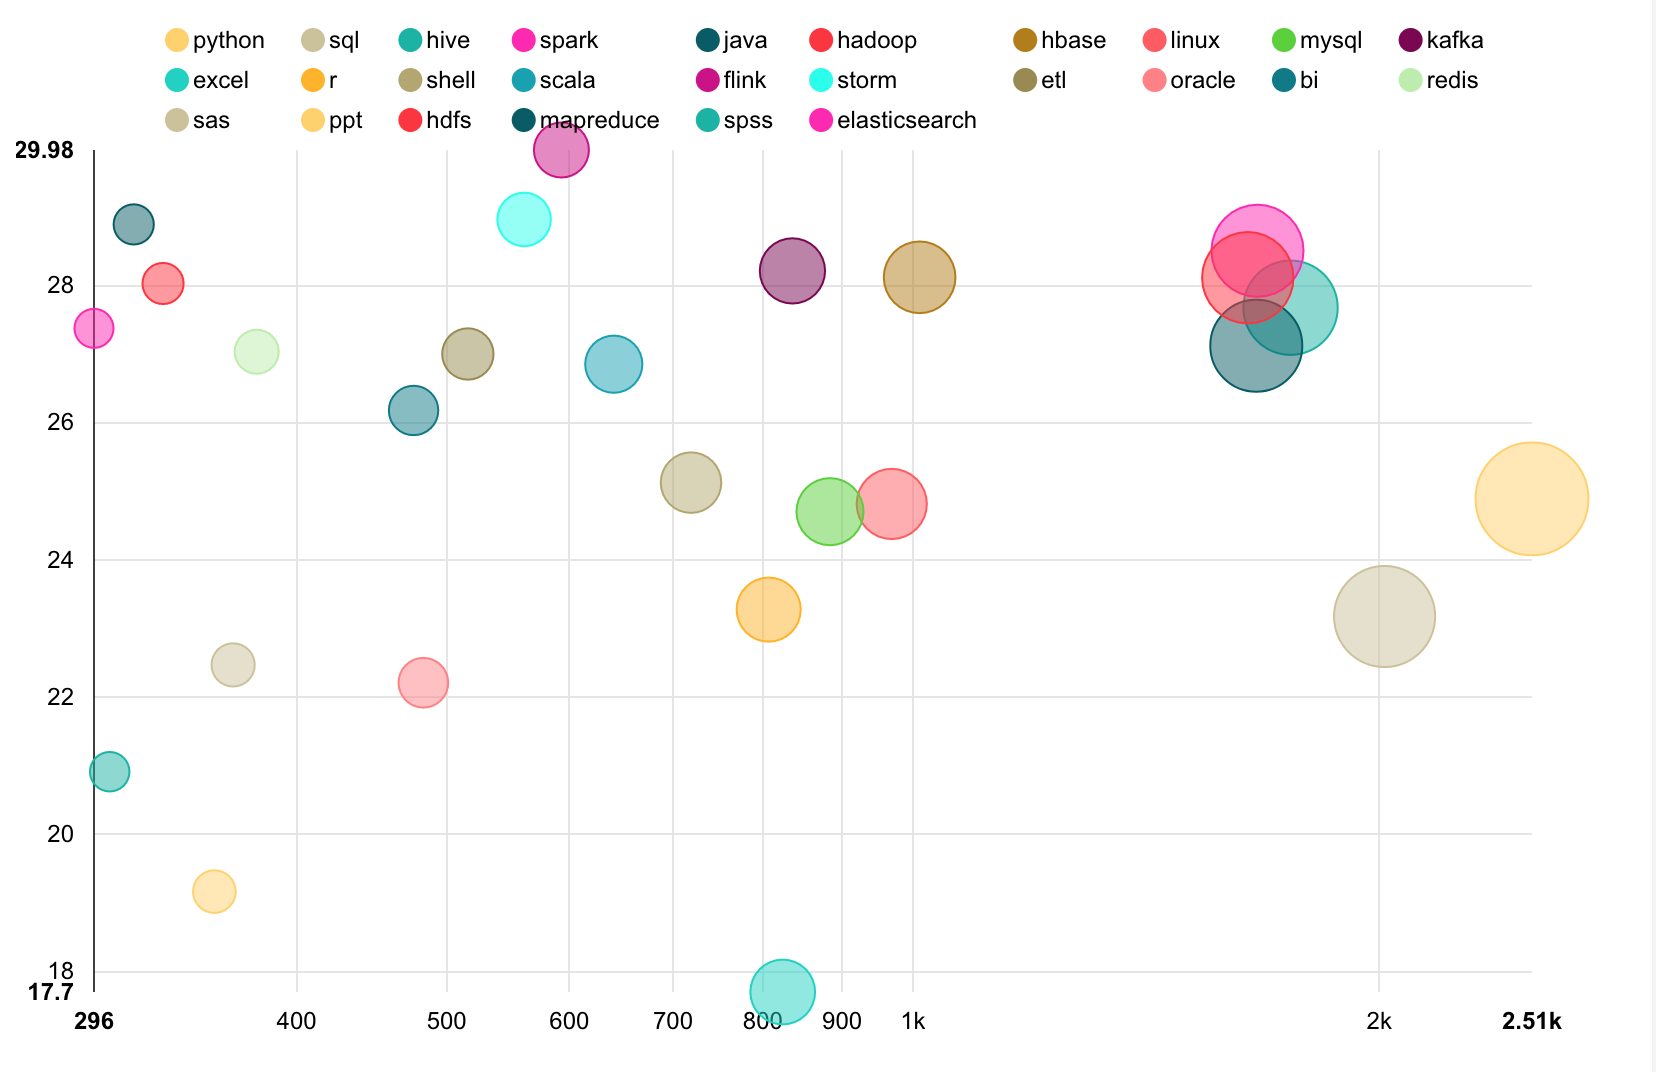 python sql hive spark java hadoop hbase linux mysql kafka
excel r shell scala flink storm etl oracle bi redis
sas ppt hdfs mapreduce spss elasticsearch
29.98
28
26
24
22
20
18
17.7
296 400 500 600 700 800 900 1k 2k 2.51k